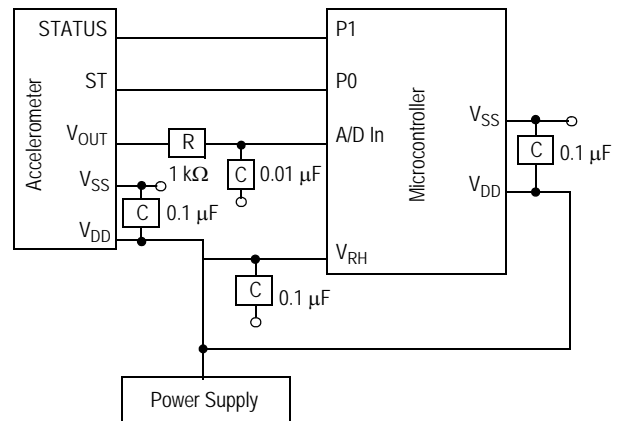 STATUS
ST
V_OUT
V_SS
V_DD
Accelerometer
R
1 kΩ
C
0.01 µF
C
0.1 µF
P1
P0
A/D In
V_RH
Microcontroller
V_SS
V_DD
C
0.1 µF
C
0.1 µF
Power Supply